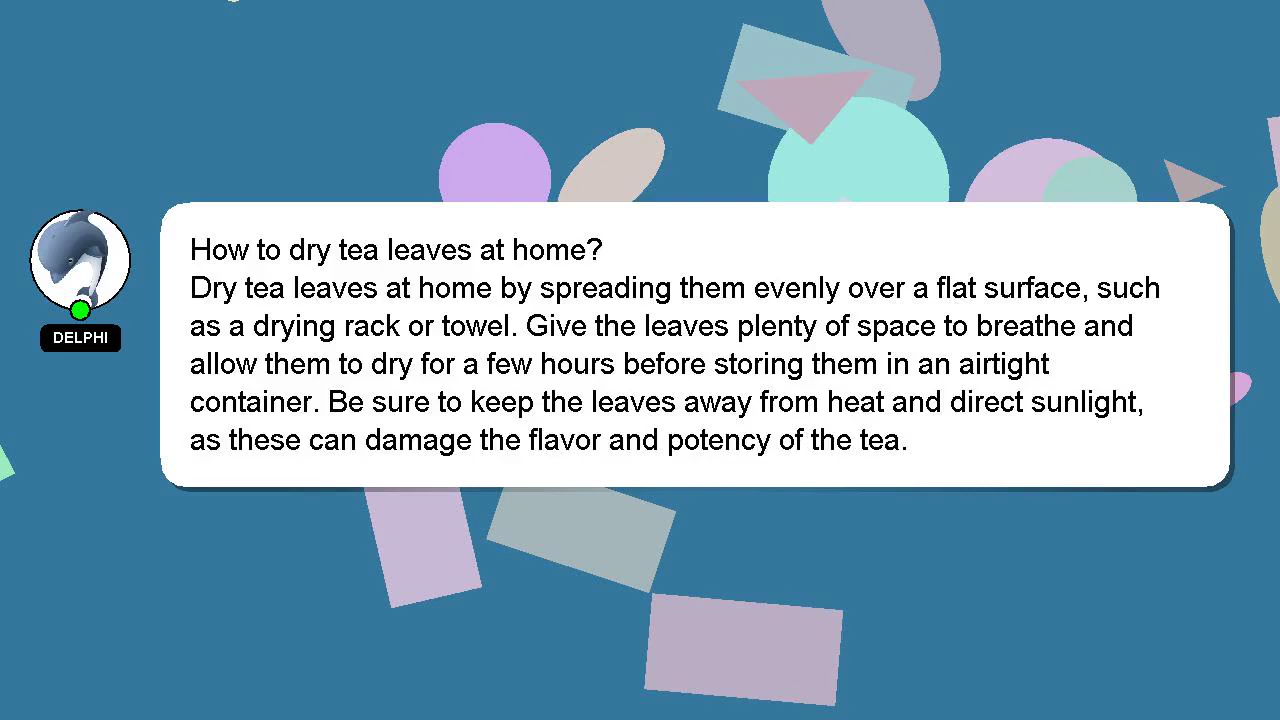 How to dry tea leaves at home?
Dry tea leaves at home by spreading them evenly over a flat surface, such
as a drying rack or towel. Give the leaves plenty of space to breathe and
allow them to dry for a few hours before storing them in an airtight
container. Be sure to keep the leaves away from heat and direct sunlight,
as these can damage the flavor and potency of the tea.
DELPHI